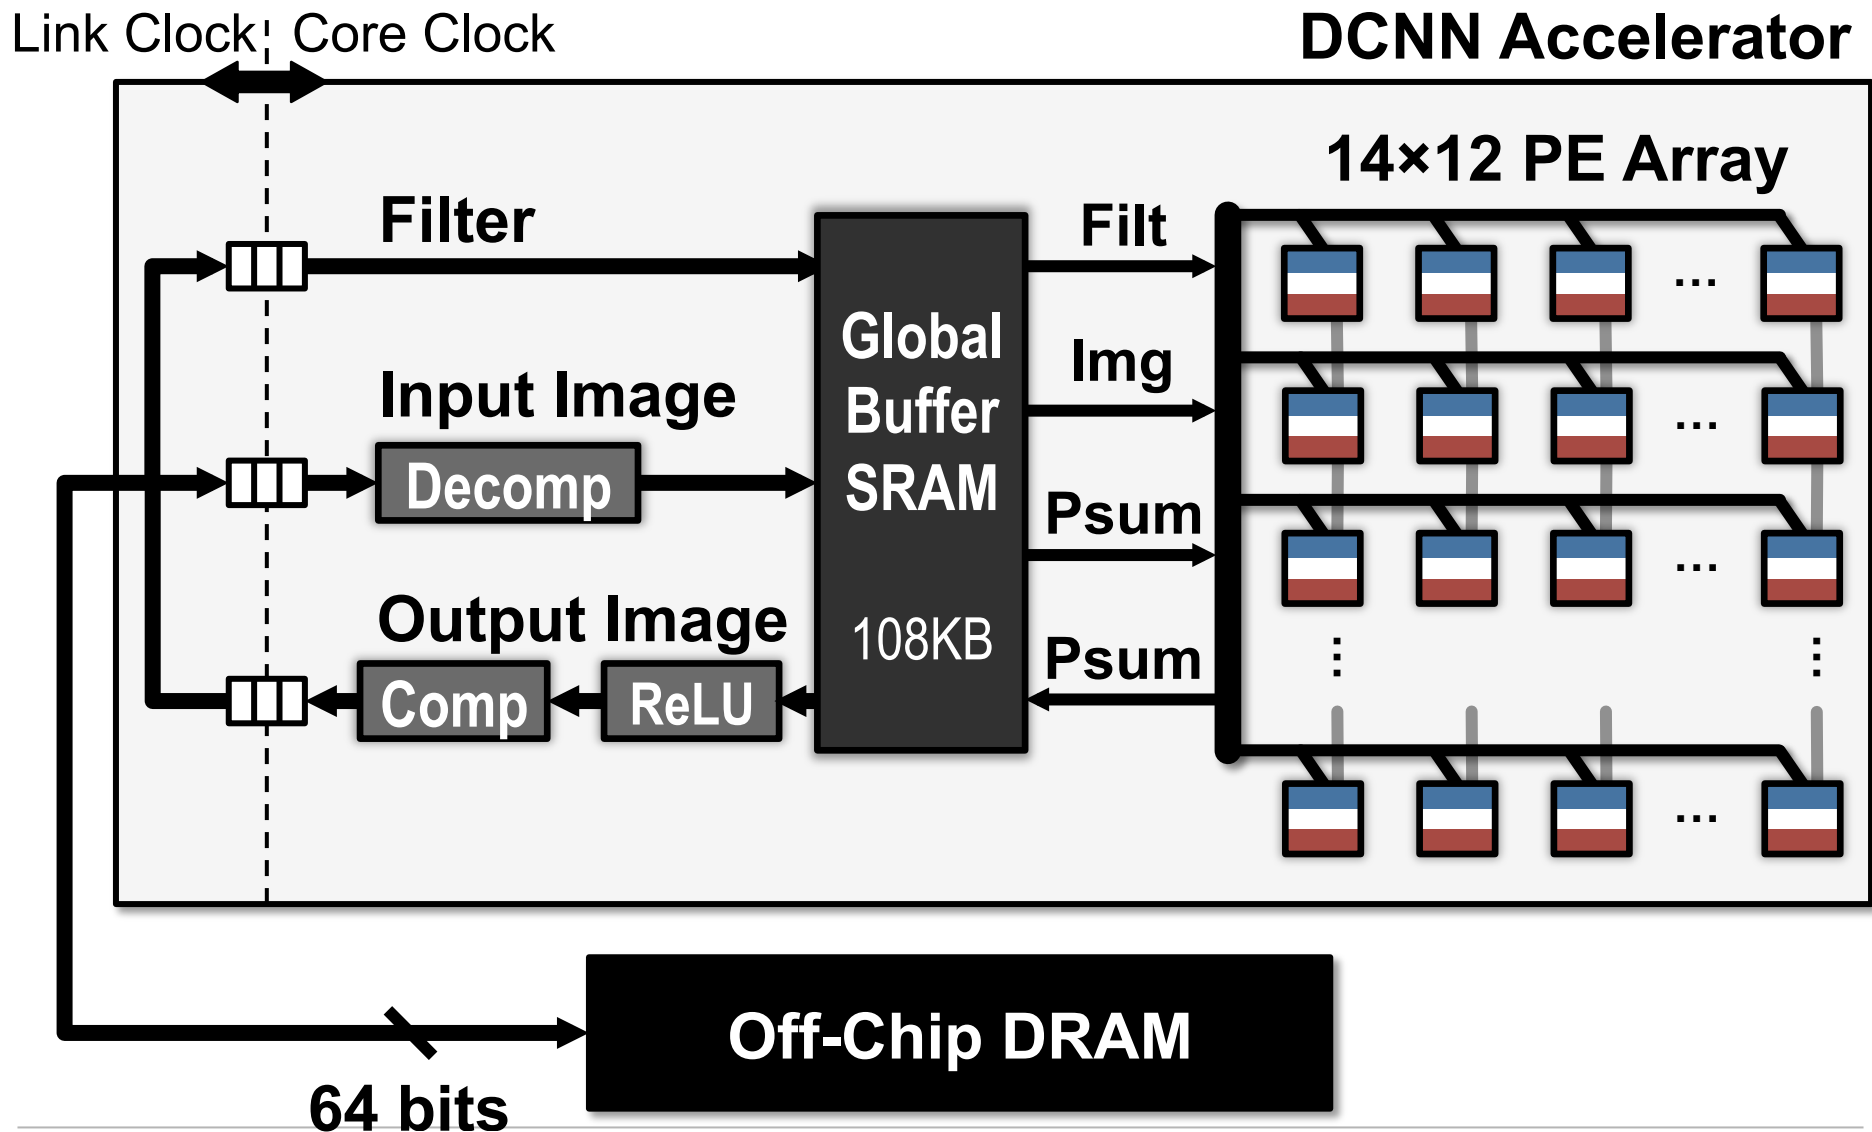 Link Clock Core Clock
DCNN Accelerator
14×12 PE Array
Filter
Filt
Global
Buffer
SRAM
108KB
Img
Input Image
Decomp
Psum
Output Image
Psum
Comp
ReLU
...
...
...
...
...
...
Off-Chip DRAM
64 bits